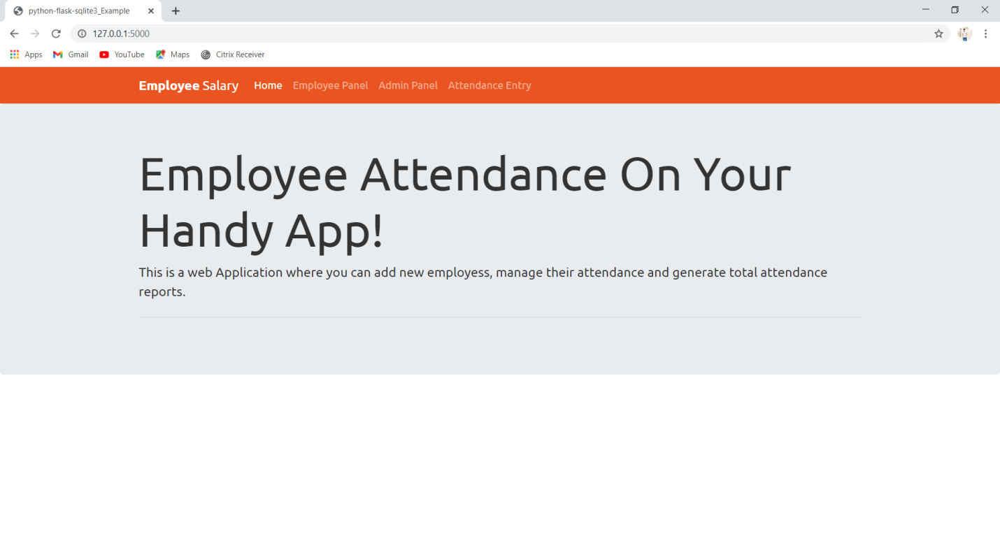 python-flask-sqlite3_Example
127.0.0.1:5000
Apps Gmail YouTube Maps Citrix Receiver
Employee Salary Home Employee Panel Admin Panel Attendance Entry
Employee Attendance On Your
Handy App!
This is a web Application where you can add new employess, manage their attendance and generate total attendance
reports.